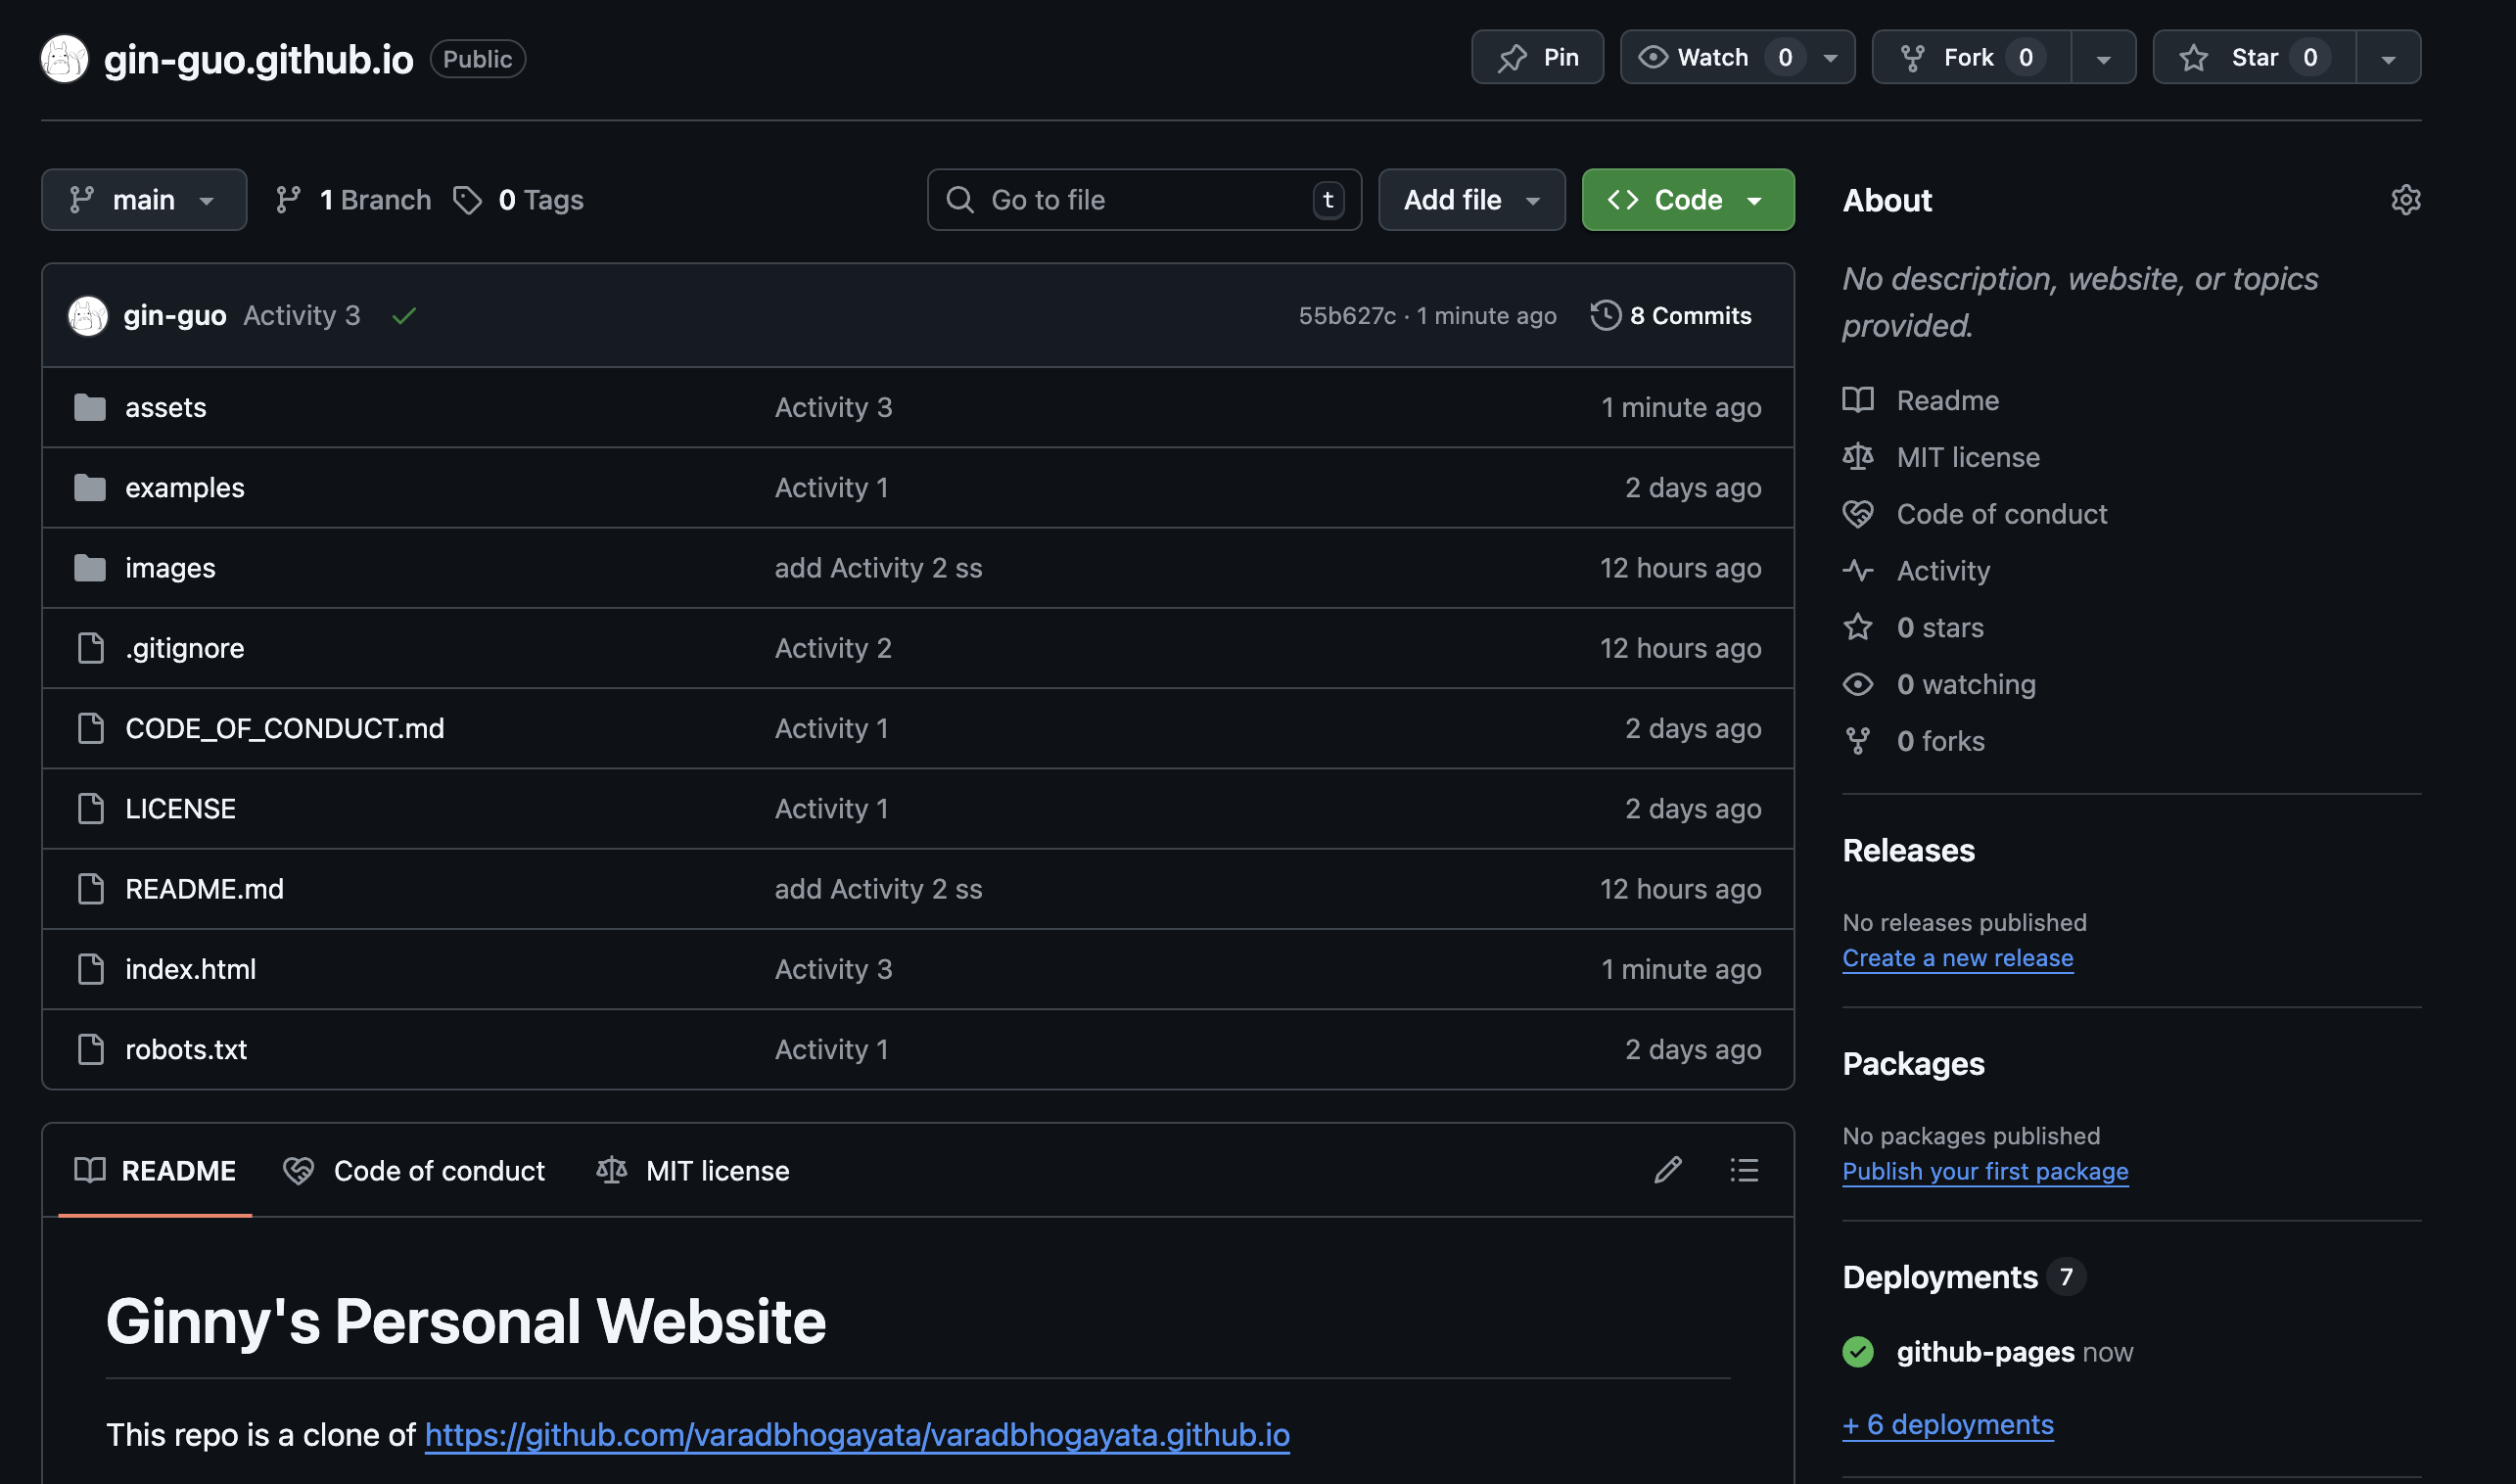 gin-guo.github.io Public Pin Watch 0 Fork 0 Star 0
main 1 Branch 0 Tags Go to file t Add file Code
gin-guo Activity 3 55b627c · 1 minute ago 8 Commits
assets Activity 3 1 minute ago
examples Activity 1 2 days ago
images add Activity 2 ss 12 hours ago
.gitignore Activity 2 12 hours ago
CODE_OF_CONDUCT.md Activity 1 2 days ago
LICENSE Activity 1 2 days ago
README.md add Activity 2 ss 12 hours ago
index.html Activity 3 1 minute ago
robots.txt Activity 1 2 days ago
README Code of conduct MIT license
Ginny's Personal Website
This repo is a clone of https://github.com/varadbhogayata/varadbhogayata.github.io
About
No description, website, or topics
provided.
Readme
MIT license
Code of conduct
Activity
0 stars
0 watching
0 forks
Releases
No releases published
Create a new release
Packages
No packages published
Publish your first package
Deployments 7
github-pages now
+ 6 deployments